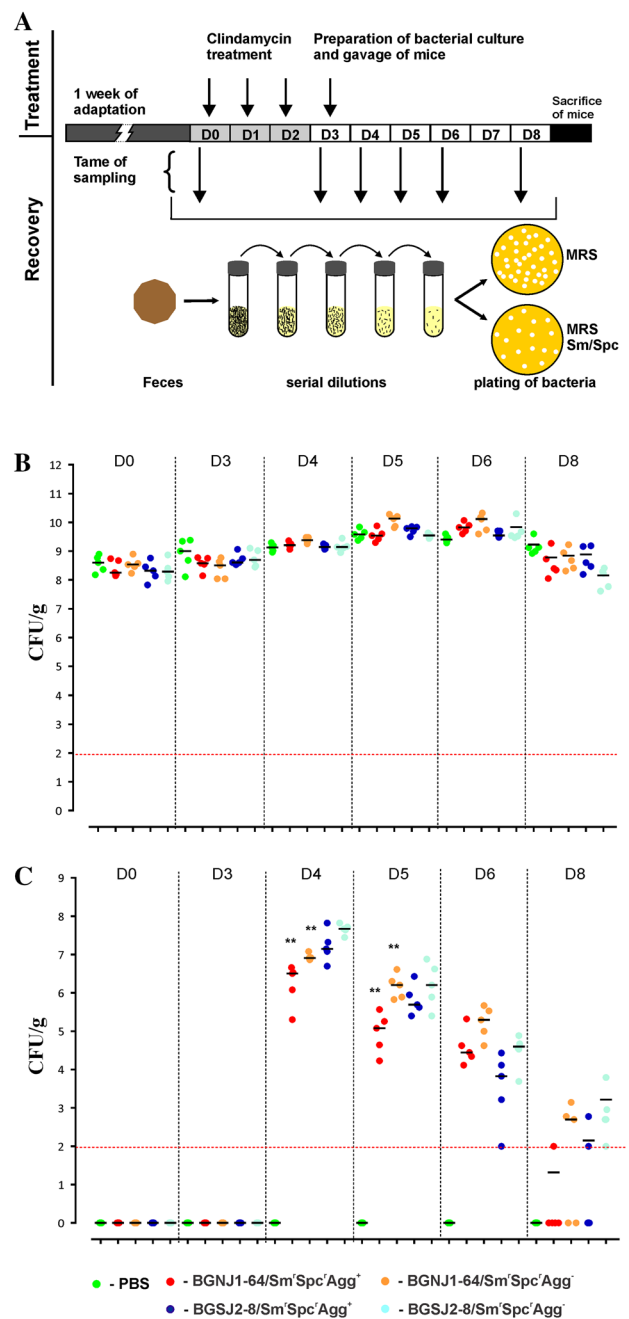 A
Treatment
Recovery
Clindamycin
treatment
Preparation of bacterial culture
and gavage of mice
1 week of
adaptation
Sacrifice
of mice
D0 D1 D2 D3 D4 D5 D6 D7 D8
Tame of
sampling
MRS
MRS
Sm/Spc
Feces
serial dilutions
plating of bacteria
B
D0 D3 D4 D5 D6 D8
CFU/g
12
11
10
9
8
7
6
5
4
3
2
1
0
C
D0 D3 D4 D5 D6 D8
CFU/g
9
8
7
6
5
4
3
2
1
0
** **
** **
- PBS
- BGNJ1-64/SmʳSpcʳAgg⁺
- BGNJ1-64/SmʳSpcʳAgg⁻
- BGSJ2-8/SmʳSpcʳAgg⁺
- BGSJ2-8/SmʳSpcʳAgg⁻